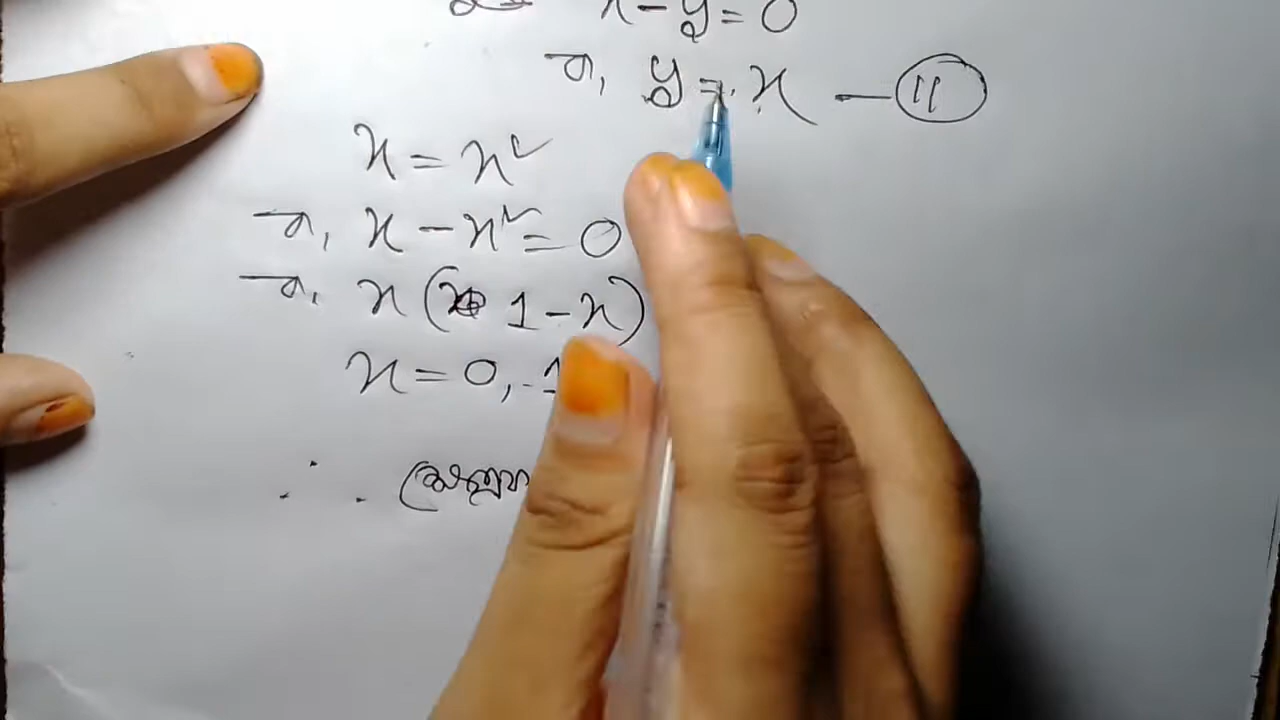 x - y = 0
বা, y = x — (ii)
x = x²
বা, x - x² = 0
বা, x ( 1 - x)
x = 0, 1
∴